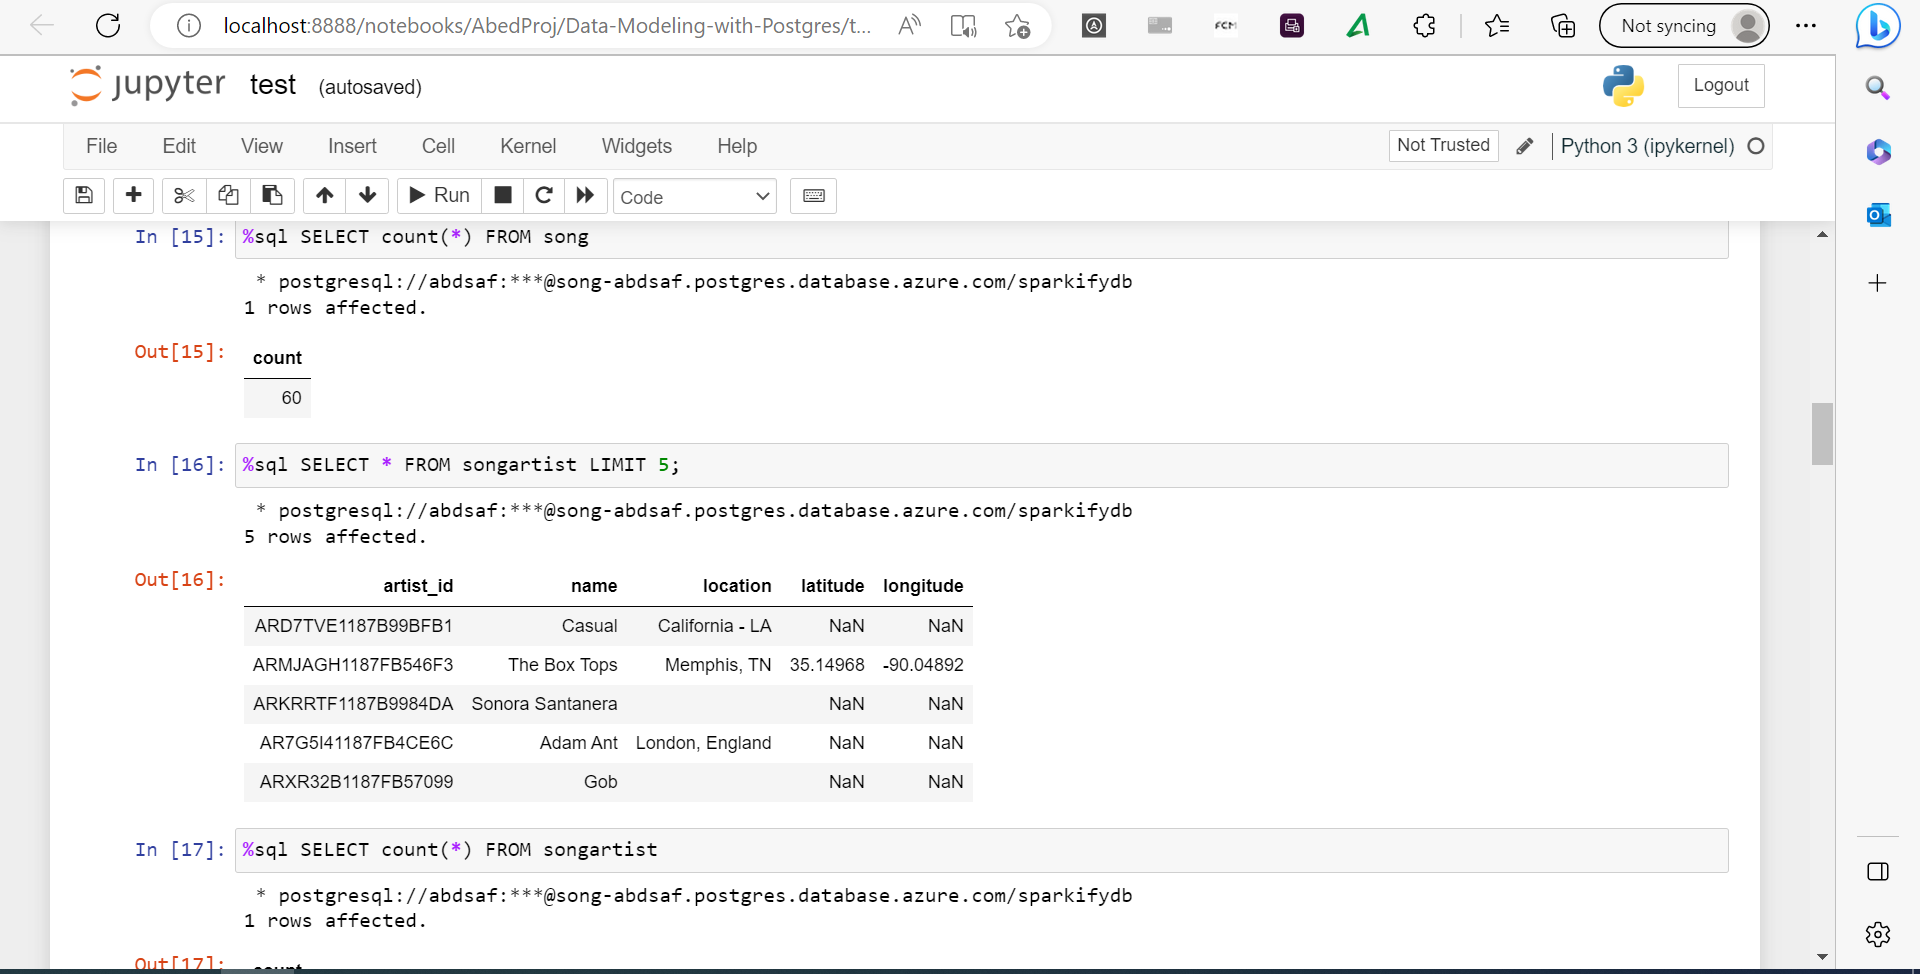 localhost:8888/notebooks/AbedProj/Data-Modeling-with-Postgres/t...
FCM
Not syncing
jupyter test (autosaved)
Logout
File Edit View Insert Cell Kernel Widgets Help
Not Trusted
Python 3 (ipykernel)
Run
Code
In [15]: %sql SELECT count(*) FROM song
* postgresql://abdsaf:***@song-abdsaf.postgres.database.azure.com/sparkifydb
1 rows affected.
Out[15]: count
60
In [16]: %sql SELECT * FROM songartist LIMIT 5;
* postgresql://abdsaf:***@song-abdsaf.postgres.database.azure.com/sparkifydb
5 rows affected.
Out[16]: artist_id name location latitude longitude
ARD7TVE1187B99BFB1 Casual California - LA NaN NaN
ARMJAGH1187FB546F3 The Box Tops Memphis, TN 35.14968 -90.04892
ARKRRTF1187B9984DA Sonora Santanera NaN NaN
AR7G5I41187FB4CE6C Adam Ant London, England NaN NaN
ARXR32B1187FB57099 Gob NaN NaN
In [17]: %sql SELECT count(*) FROM songartist
* postgresql://abdsaf:***@song-abdsaf.postgres.database.azure.com/sparkifydb
1 rows affected.
Out[17]: count